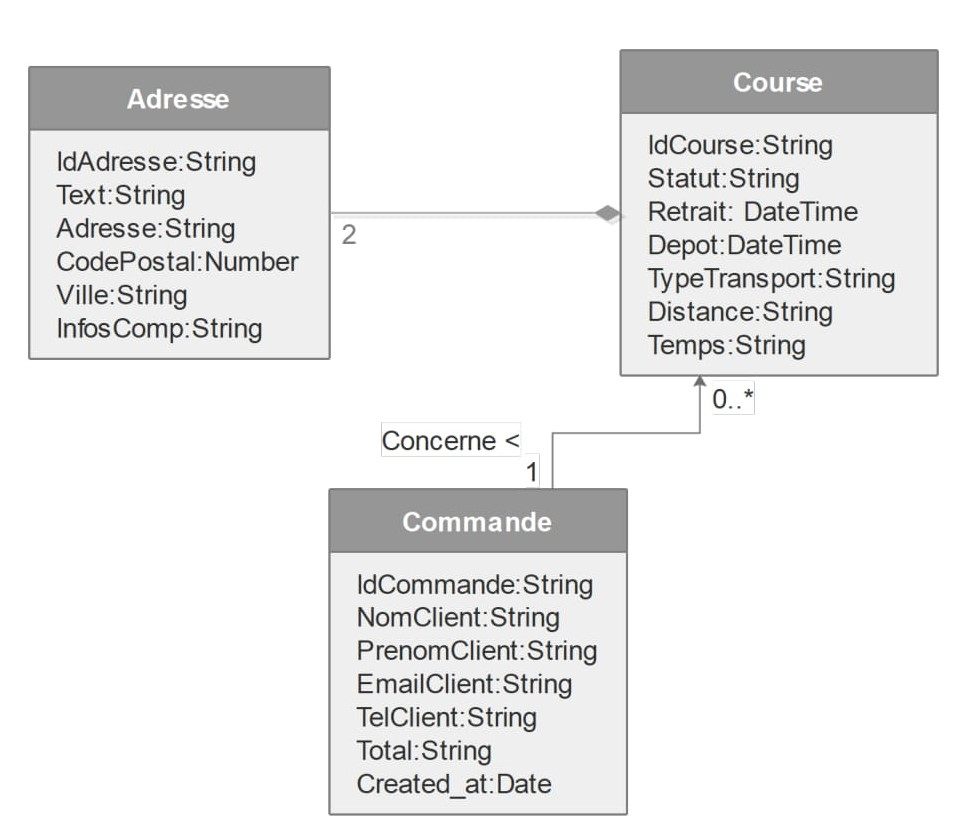 Adresse
IdAdresse:String
Text:String
Adresse:String
CodePostal:Number
Ville:String
InfosComp:String
2
Course
IdCourse:String
Statut:String
Retrait: DateTime
Depot:DateTime
TypeTransport:String
Distance:String
Temps:String
0..*
Concerne <
1
Commande
IdCommande:String
NomClient:String
PrenomClient:String
EmailClient:String
TelClient:String
Total:String
Created_at:Date